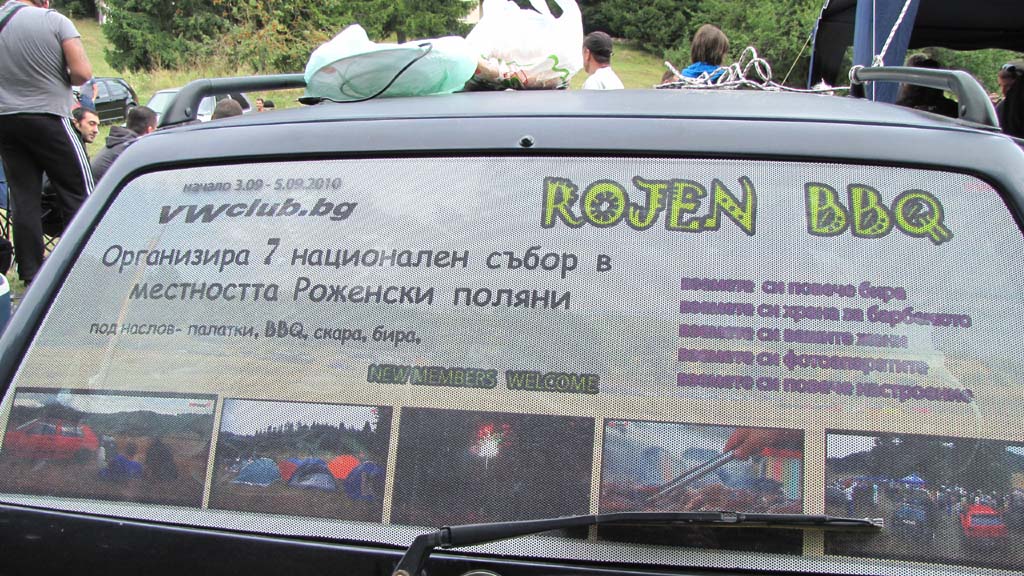 начало 3.09 - 5.09.2010
vwclub.bg
ROJEN BBQ
Организира 7 национален събор в
местността Роженски поляни
под наслов- палатки, BBQ, скара, бира,
вземете си повече бира
вземете си храна за барбекюто
вземете си вашите жени
вземете си фотоапаратите
вземете си повече настроение
NEW MEMBERS WELCOME